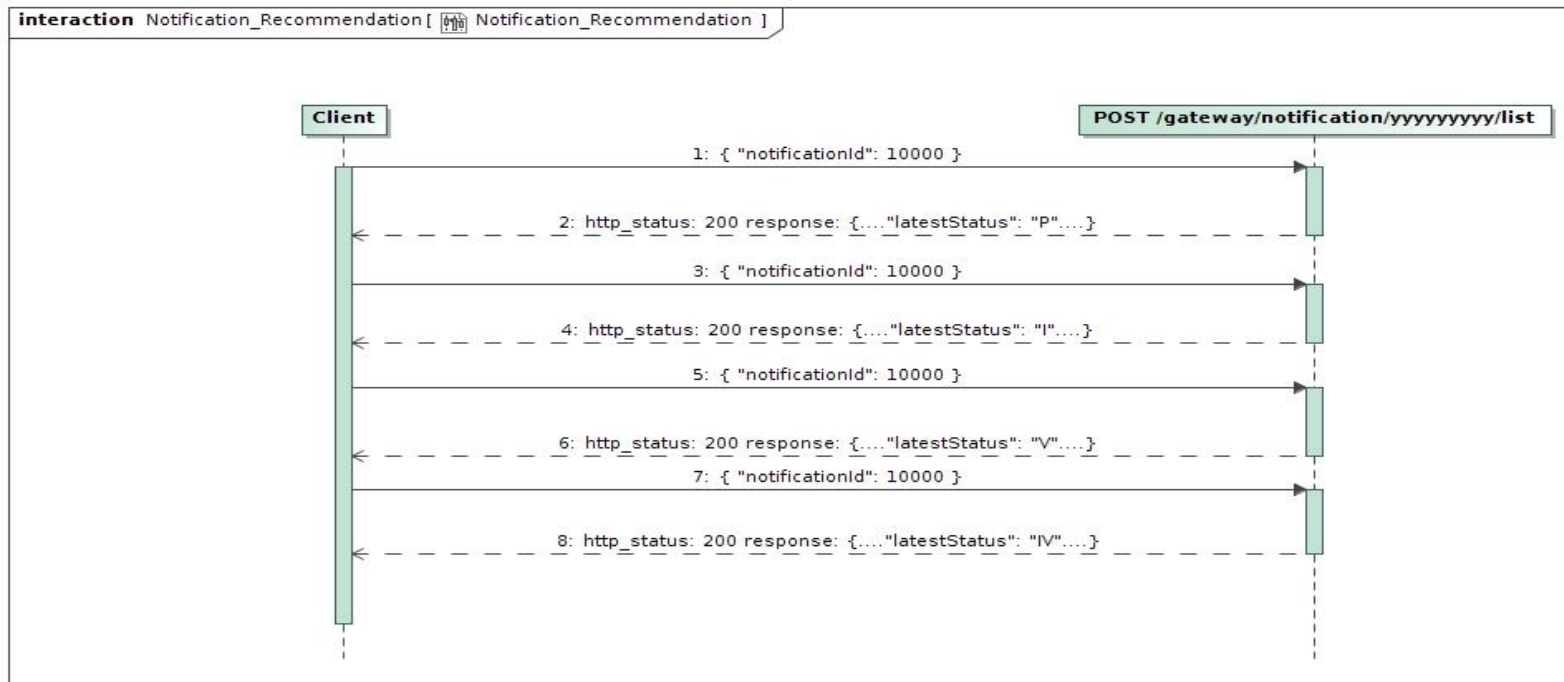 interaction Notification_Recommendation[ Notification_Recommendation ]
Client
POST /gateway/notification/yyyyyyyyy/list
1: { "notificationId": 10000 }
2: http_status: 200 response: {...."latestStatus": "P"....}
3: { "notificationId": 10000 }
4: http_status: 200 response: {...."latestStatus": "I"....}
5: { "notificationId": 10000 }
6: http_status: 200 response: {...."latestStatus": "V"....}
7: { "notificationId": 10000 }
8: http_status: 200 response: {...."latestStatus": "IV"....}